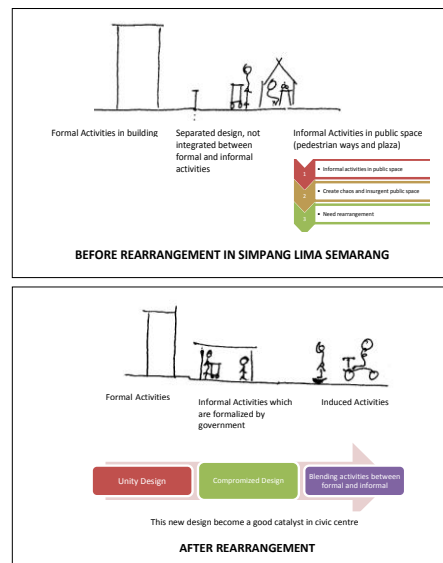 Formal Activities in building
Separated design, not
integrated between
formal and informal
activities
Informal Activities in public space
(pedestrian ways and plaza)
1
• Informal activities in public space
2
• Create chaos and insurgent public space
3
• Need rearrangement
BEFORE REARRANGEMENT IN SIMPANG LIMA SEMARANG
Formal Activities
Informal Activities which
are formalized by
government
Induced Activities
Unity Design
Compromized Design
Blending activities between
formal and informal
This new design become a good catalyst in civic centre
AFTER REARRANGEMENT